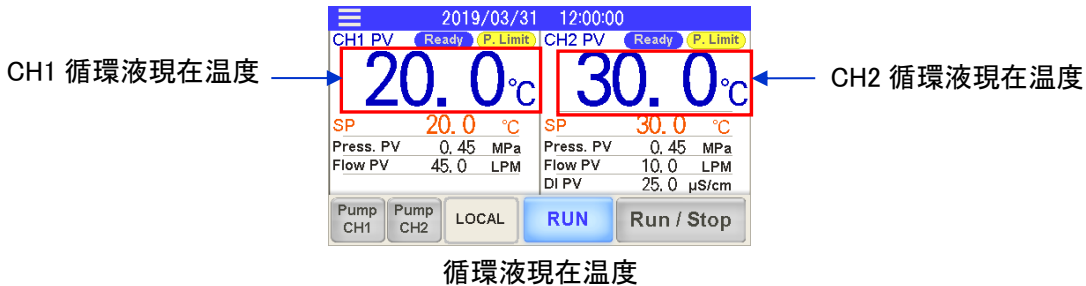 2019/03/31 12:00:00
CH1 PV Ready P. Limit CH2 PV Ready P. Limit
CH1 循環液現在温度 20.0℃ 30.0℃ CH2 循環液現在温度
SP 20.0 ℃ SP 30.0 ℃
Press. PV 0.45 MPa Press. PV 0.45 MPa
Flow PV 45.0 LPM Flow PV 10.0 LPM
DI PV 25.0 µS/cm
Pump CH1 Pump CH2 LOCAL RUN Run / Stop
循環液現在温度